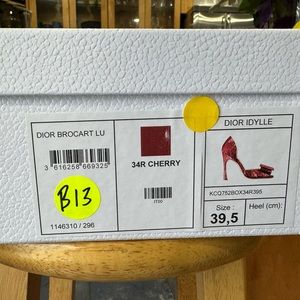 DIOR BROCART LU
3 616258 669325
B13
1146310 / 296
34R CHERRY
IT00
DIOR IDYLLE
KCQ752BOX34R395
Size :
39,5
Heel (cm):